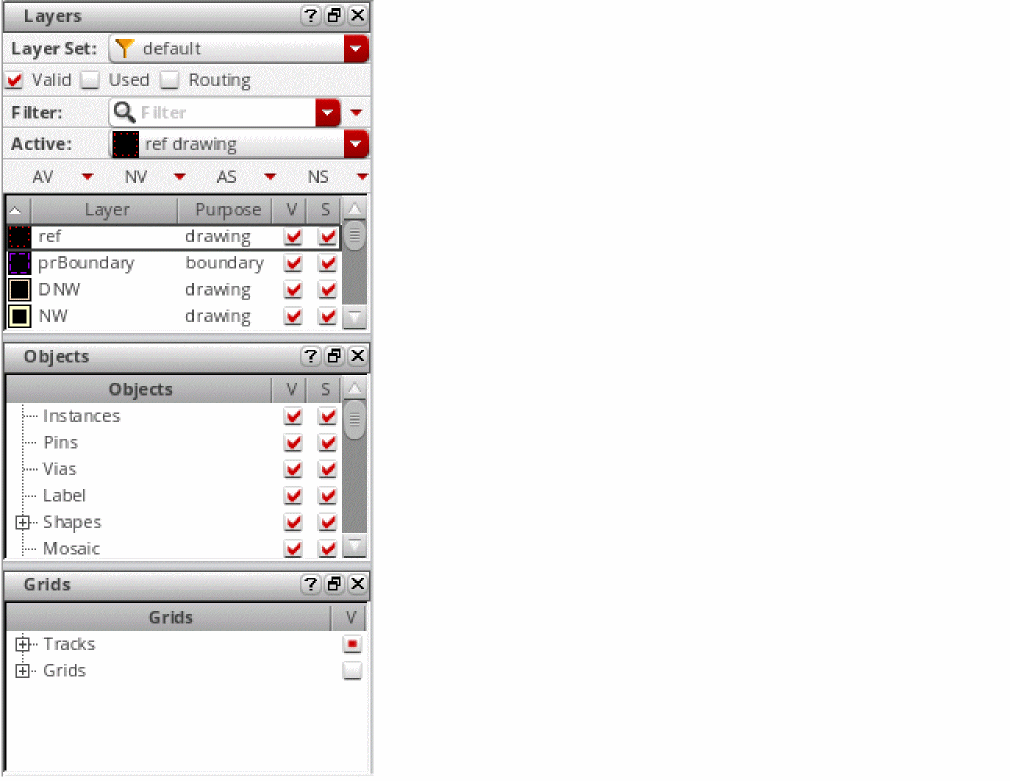 Layers
Layer Set: default
Valid Used Routing
Filter: Filter
Active: ref drawing
AV NV AS NS
Layer Purpose V S
ref drawing
prBoundary boundary
DNW drawing
NW drawing
Objects
Objects V S
Instances
Pins
Vias
Label
Shapes
Mosaic
Grids
Grids V
Tracks
Grids